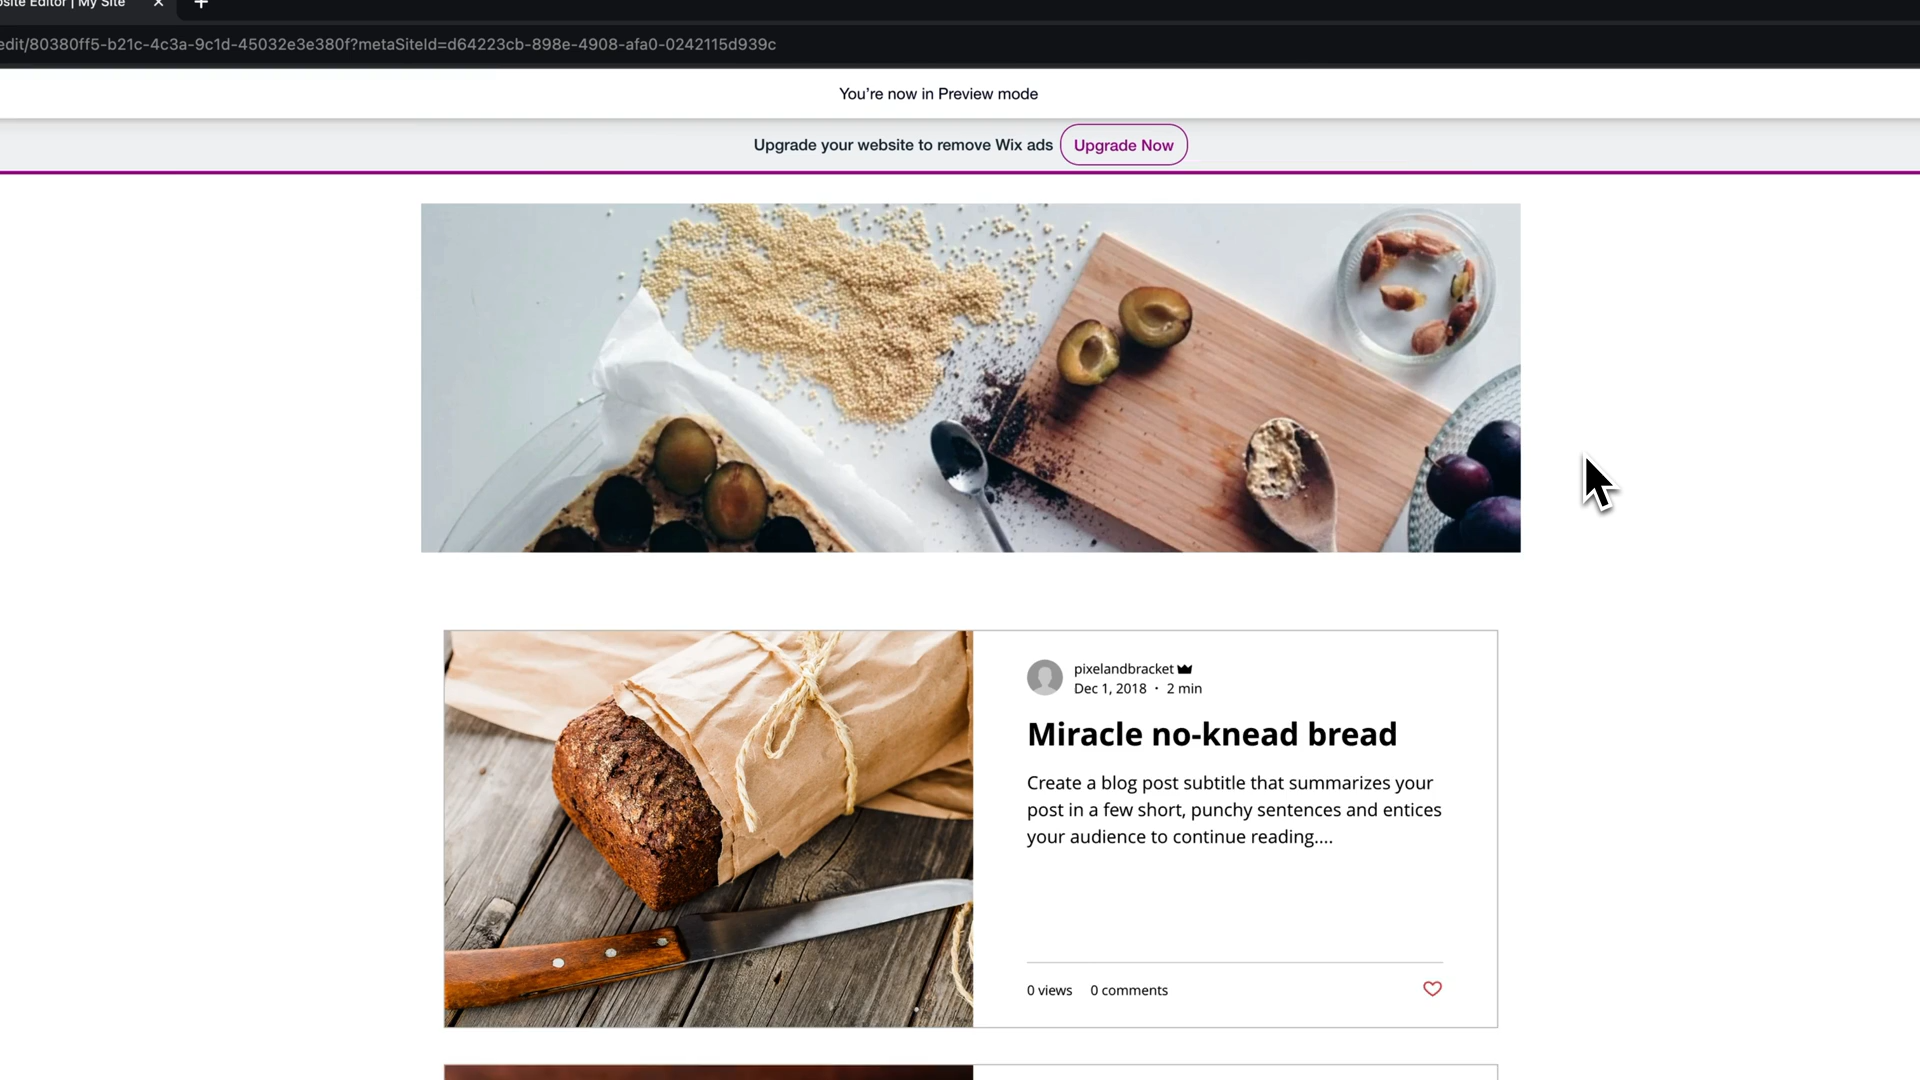 site Editor | My Site
edit/80380ff5-b21c-4c3a-9c1d-45032e3e380f?metaSiteId=d64223cb-898e-4908-afa0-0242115d939c
You're now in Preview mode
Upgrade your website to remove Wix ads Upgrade Now
pixelandbracket
Dec 1, 2018 · 2 min
Miracle no-knead bread
Create a blog post subtitle that summarizes your
post in a few short, punchy sentences and entices
your audience to continue reading....
0 views 0 comments